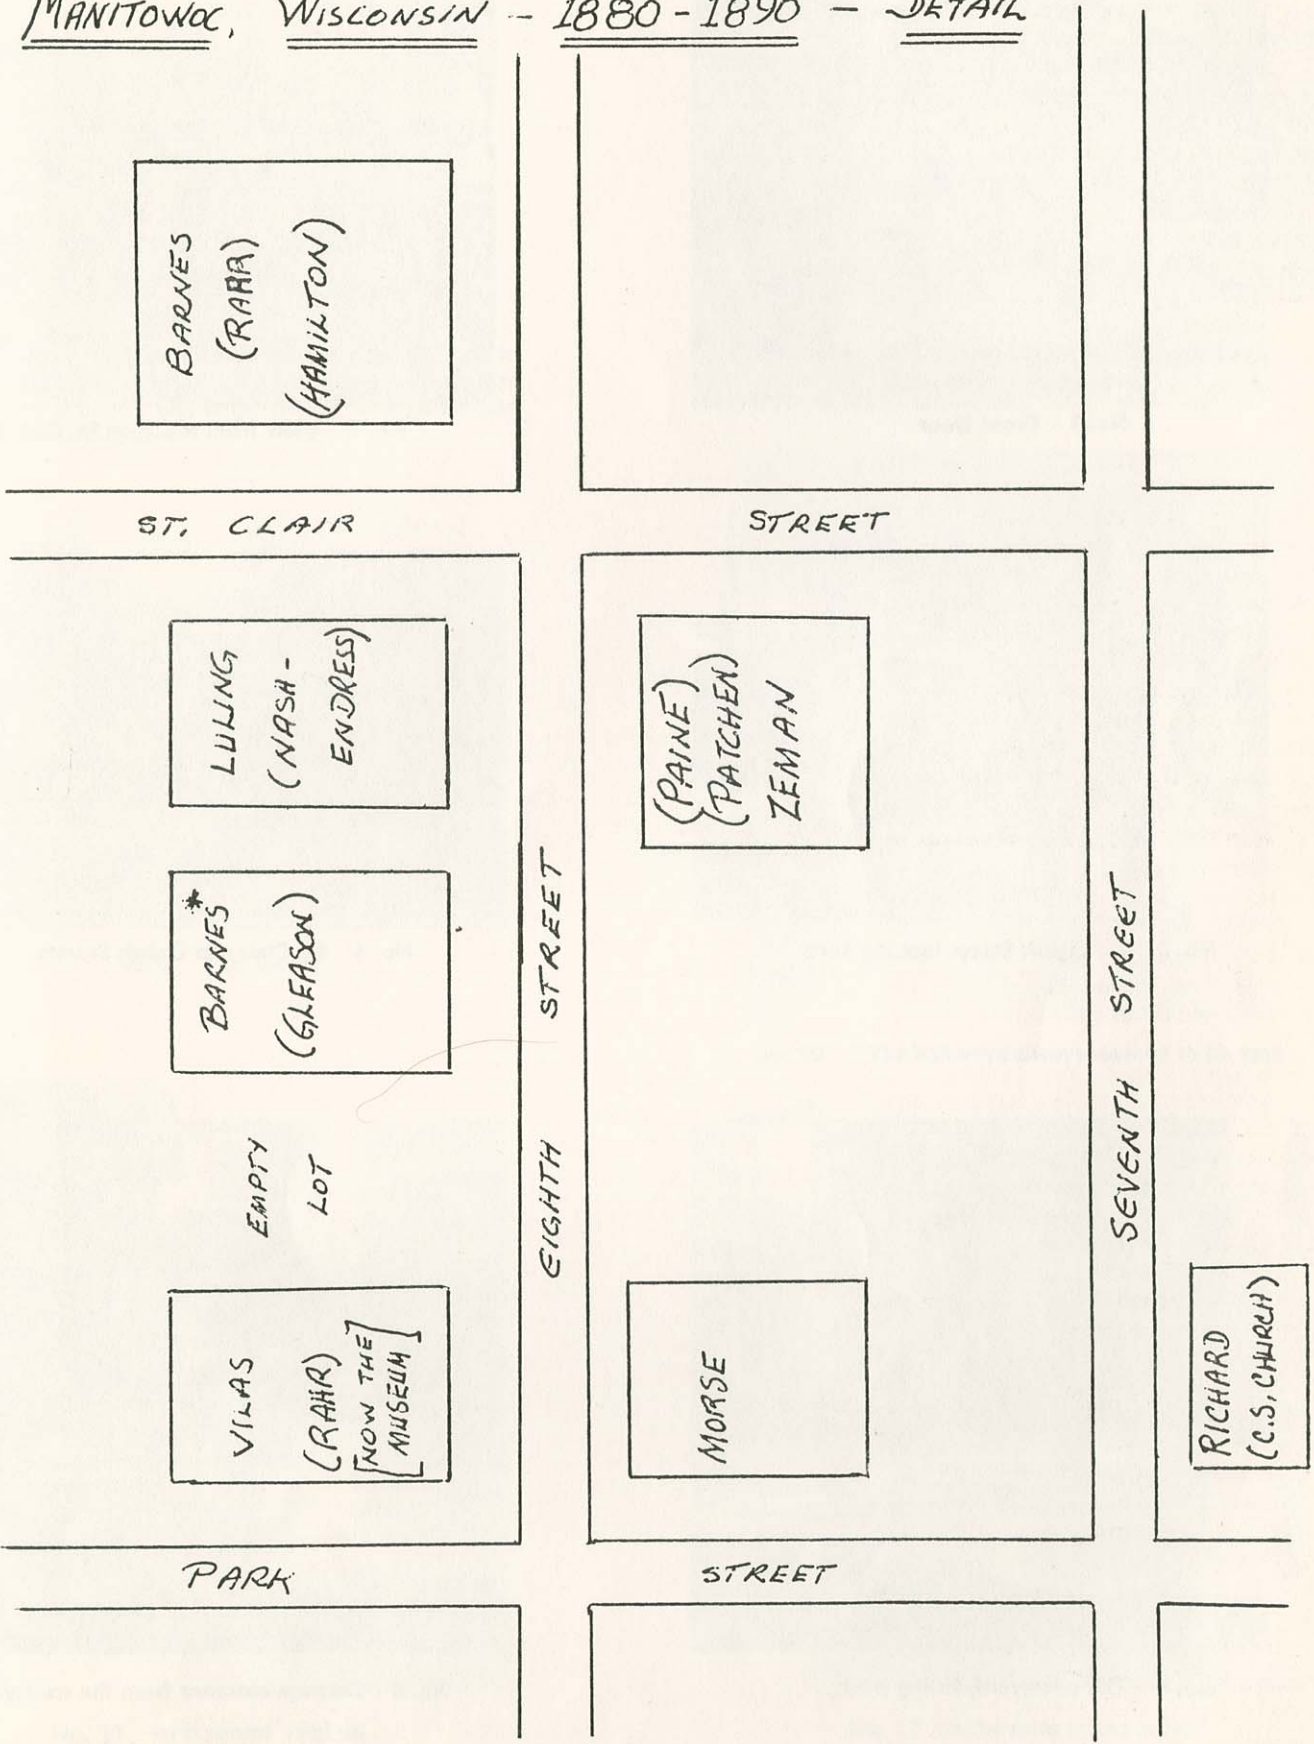 MANITOWOC, WISCONSIN - 1880-1890 - DETAIL
BARNES
(RAHR)
(HAMILTON)
ST. CLAIR STREET
LULING
(NASH-
ENDRESS)
(PAINE)
(PATCHEN)
ZEMAN
BARNES*
(GLEASON)
EMPTY
LOT
EIGHTH STREET
SEVENTH STREET
VILAS
(RAHR)
[NOW THE
MUSEUM]
MORSE
RICHARD
(C.S. CHURCH)
PARK STREET